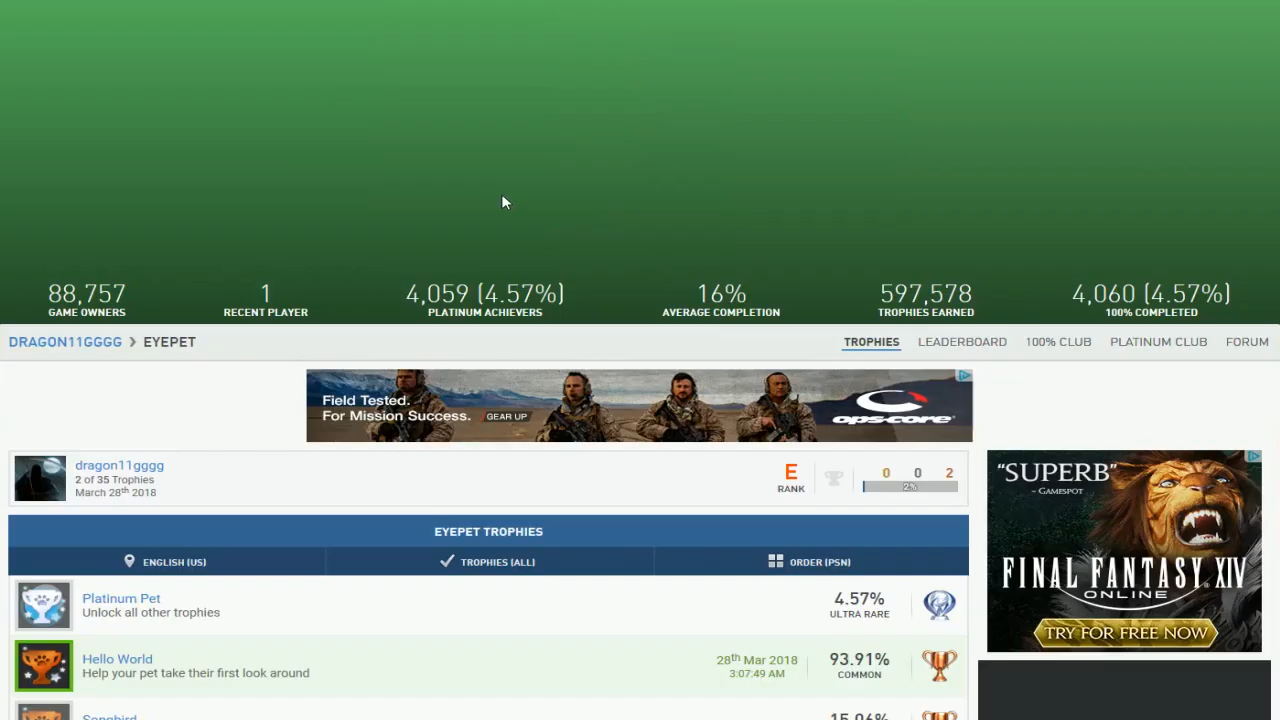 88,757
GAME OWNERS
1
RECENT PLAYER
4,059 (4.57%)
PLATINUM ACHIEVERS
16%
AVERAGE COMPLETION
597,578
TROPHIES EARNED
4,060 (4.57%)
100% COMPLETED
DRAGON11GGGG > EYEPET
TROPHIES LEADERBOARD 100% CLUB PLATINUM CLUB FORUM
Field Tested.
For Mission Success. GEAR UP
OPS-CORE
dragon11gggg
2 of 35 Trophies
March 28th 2018
E
RANK
0 0 2
2%
"SUPERB"
- GAMESPOT
FINAL FANTASY XIV
ONLINE
TRY FOR FREE NOW
EYEPET TROPHIES
ENGLISH (US) TROPHIES (ALL) ORDER (PSN)
Platinum Pet
Unlock all other trophies
4.57%
ULTRA RARE
Hello World
Help your pet take their first look around
28th Mar 2018
3:07:49 AM
93.91%
COMMON
Songbird
15.06%